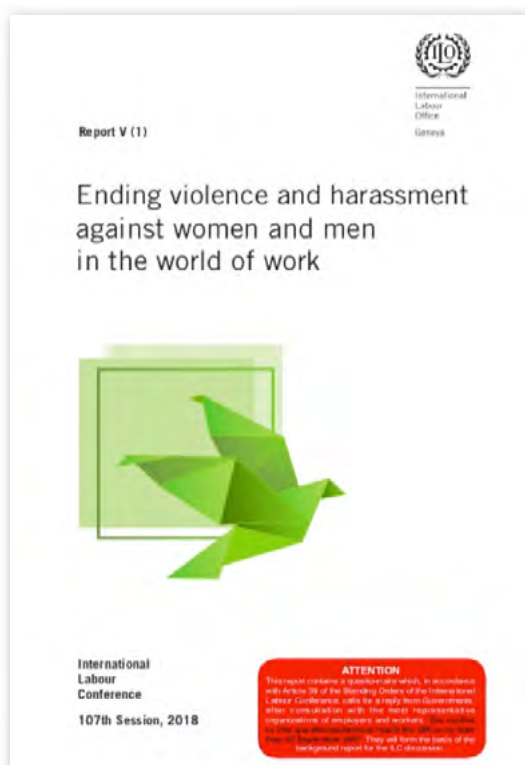 ILO
International
Labour
Office
Geneva
Report V (1)
Ending violence and harassment
against women and men
in the world of work
International
Labour
Conference
107th Session, 2018
ATTENTION
This report contains a questionnaire which, in accordance
with Article 39 of the Standing Orders of the International
Labour Conference, calls for a reply from Governments,
after consultation with the most representative
organizations of employers and workers.
They will form the basis of the
background report for the ILC discussion.